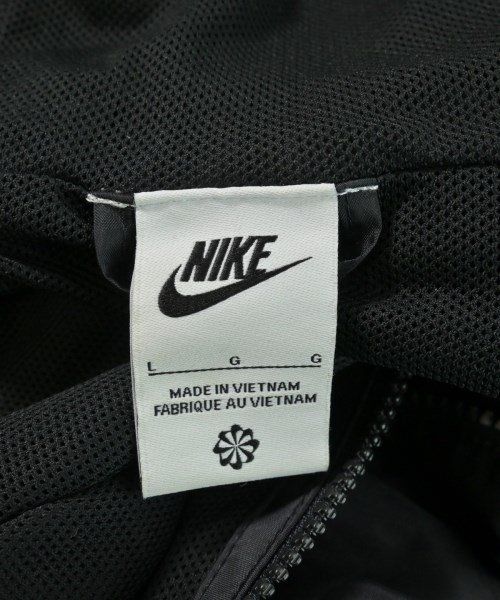 NIKE
L G G
MADE IN VIETNAM
FABRIQUE AU VIETNAM